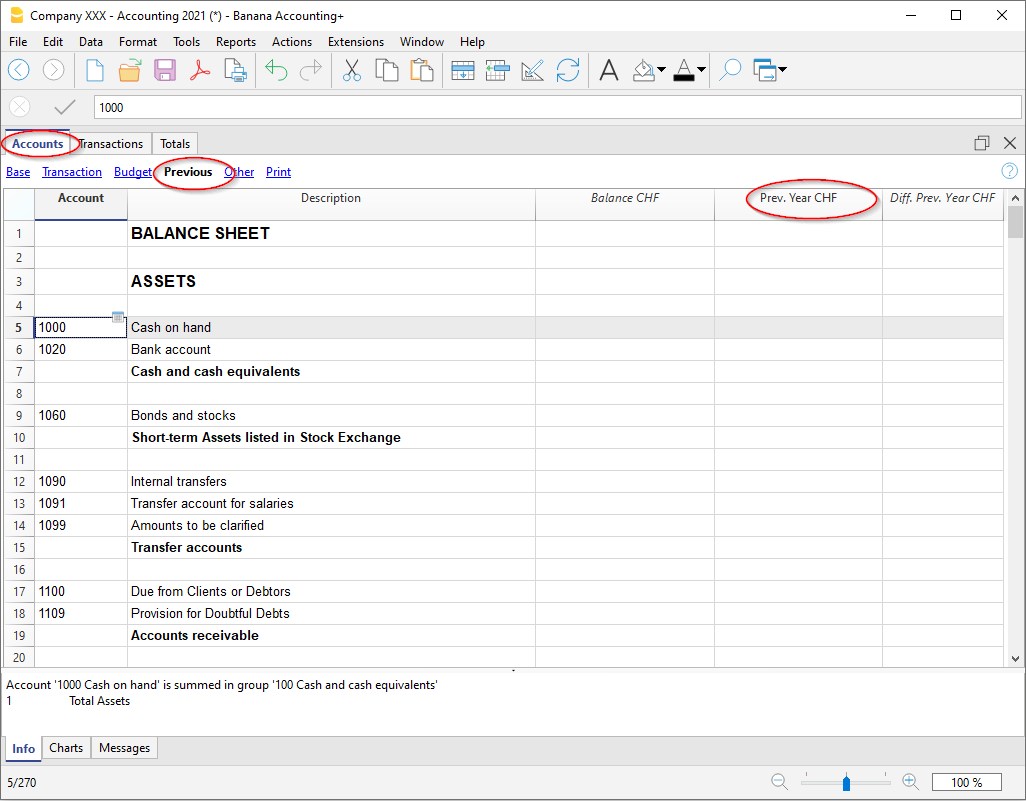 Company XXX - Accounting 2021 (*) - Banana Accounting+
File Edit Data Format Tools Reports Actions Extensions Window Help
1000
Accounts Transactions Totals
Base Transaction Budget Previous Other Print
Account Description Balance CHF Prev. Year CHF Diff. Prev. Year CHF
1 BALANCE SHEET
2
3 ASSETS
4
5 1000 Cash on hand
6 1020 Bank account
7 Cash and cash equivalents
8
9 1060 Bonds and stocks
10 Short-term Assets listed in Stock Exchange
11
12 1090 Internal transfers
13 1091 Transfer account for salaries
14 1099 Amounts to be clarified
15 Transfer accounts
16
17 1100 Due from Clients or Debtors
18 1109 Provision for Doubtful Debts
19 Accounts receivable
20
Account '1000 Cash on hand' is summed in group '100 Cash and cash equivalents'
1 Total Assets
Info Charts Messages
5/270 100 %